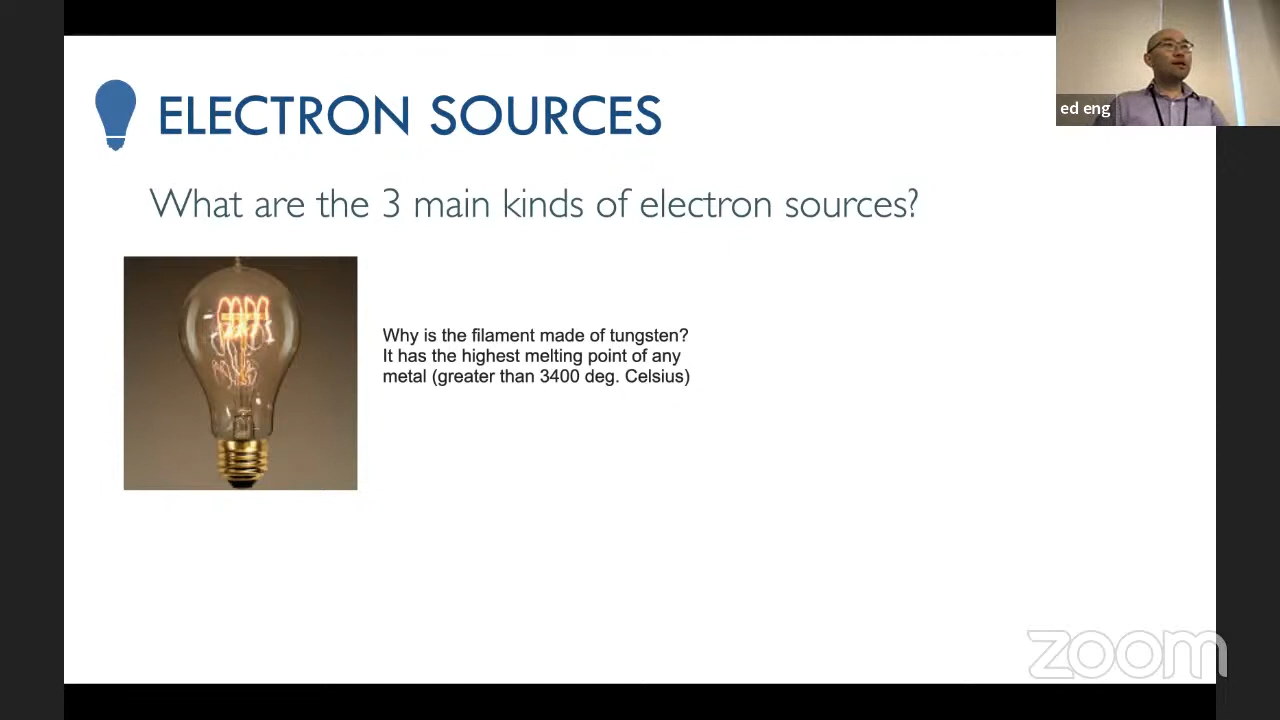 ed eng
ELECTRON SOURCES
What are the 3 main kinds of electron sources?
Why is the filament made of tungsten?
It has the highest melting point of any
metal (greater than 3400 deg. Celsius)
zoom